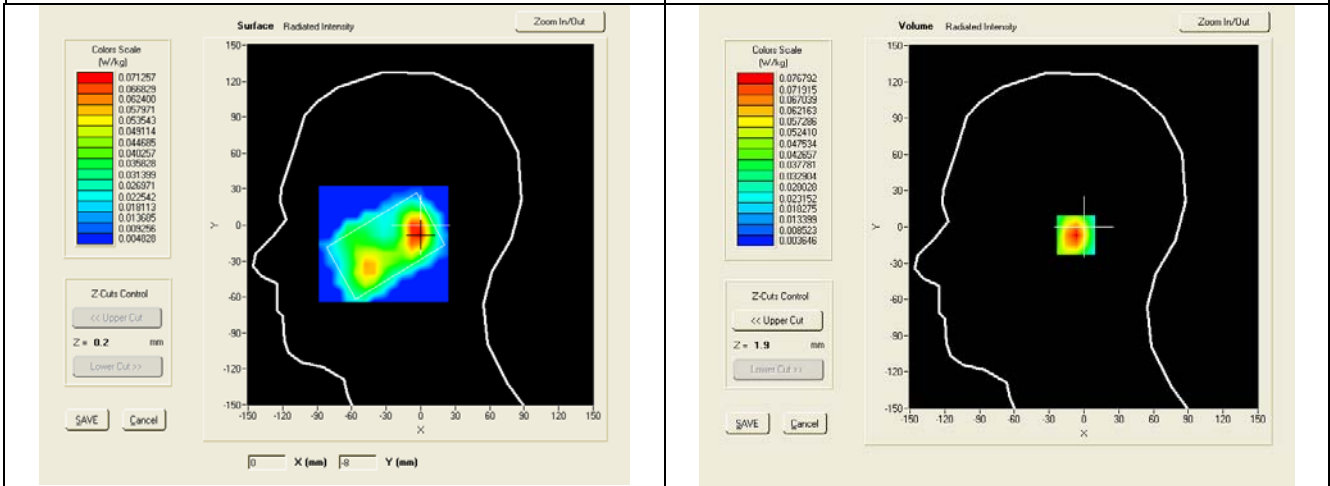 Surface Radiated Intensity
Zoom In/Out
Colors Scale
(W/kg)
0.071257
0.066829
0.062400
0.057971
0.053543
0.049114
0.044685
0.040257
0.035828
0.031399
0.026971
0.022542
0.018113
0.013685
0.009256
0.004828
Z-Cuts Control
<< Upper Cut
Z = 0.2 mm
Lower Cut >>
SAVE Cancel
150
120
90
60
30
0
-30
-60
-90
-120
-150
Y
-150 -120 -90 -60 -30 0 30 60 90 120 150
X
0 X (mm) -8 Y (mm)
Volume Radiated Intensity
Zoom In/Out
Colors Scale
(W/kg)
0.076792
0.071915
0.067039
0.062163
0.057286
0.052410
0.047534
0.042657
0.037781
0.032904
0.028028
0.023152
0.018275
0.013399
0.008523
0.003646
Z-Cuts Control
<< Upper Cut
Z = 1.9 mm
Lower Cut >>
SAVE Cancel
150
120
90
60
30
0
-30
-60
-90
-120
-150
Y
-150 -120 -90 -60 -30 0 30 60 90 120 150
X